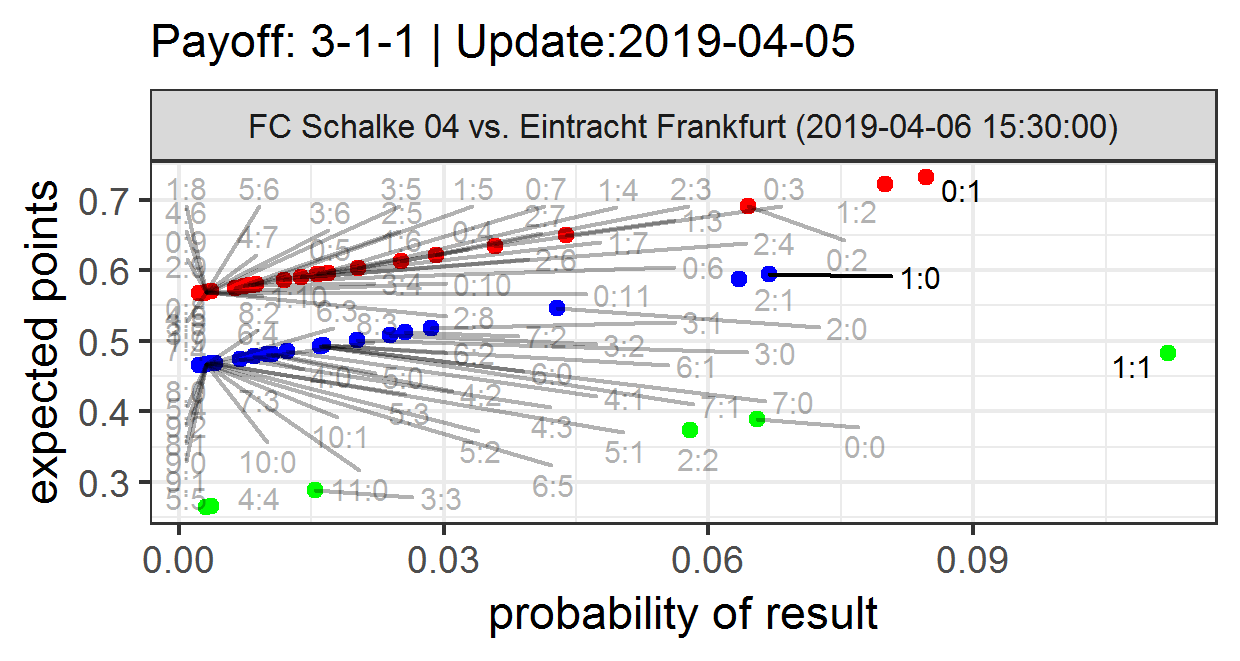 Payoff: 3-1-1 | Update:2019-04-05
FC Schalke 04 vs. Eintracht Frankfurt (2019-04-06 15:30:00)
expected points
0.7
0.6
0.5
0.4
0.3
1:8 5:6 3:5 1:5 0:7 1:4 2:3 0:3
0:1
4:6 3:6 2:5 2:7 1:3 1:2
0:9 4:7 0:5 1:6 0:4 1:7 2:4
2:6 0:6 0:2
1:0
1:10 3:4 0:10 0:11 2:1
8:2 6:3 8:3 2:8 3:1 2:0
6:4 7:2 3:2 3:0
6:2 6:1
1:1
4:0 5:0 6:0
7:3 4:2 4:1 7:1 7:0
5:3 4:3
10:1 5:2 5:1 0:0
9:0 10:0 2:2
9:1 11:0 6:5
5:5 4:4 3:3
0.00 0.03 0.06 0.09
probability of result